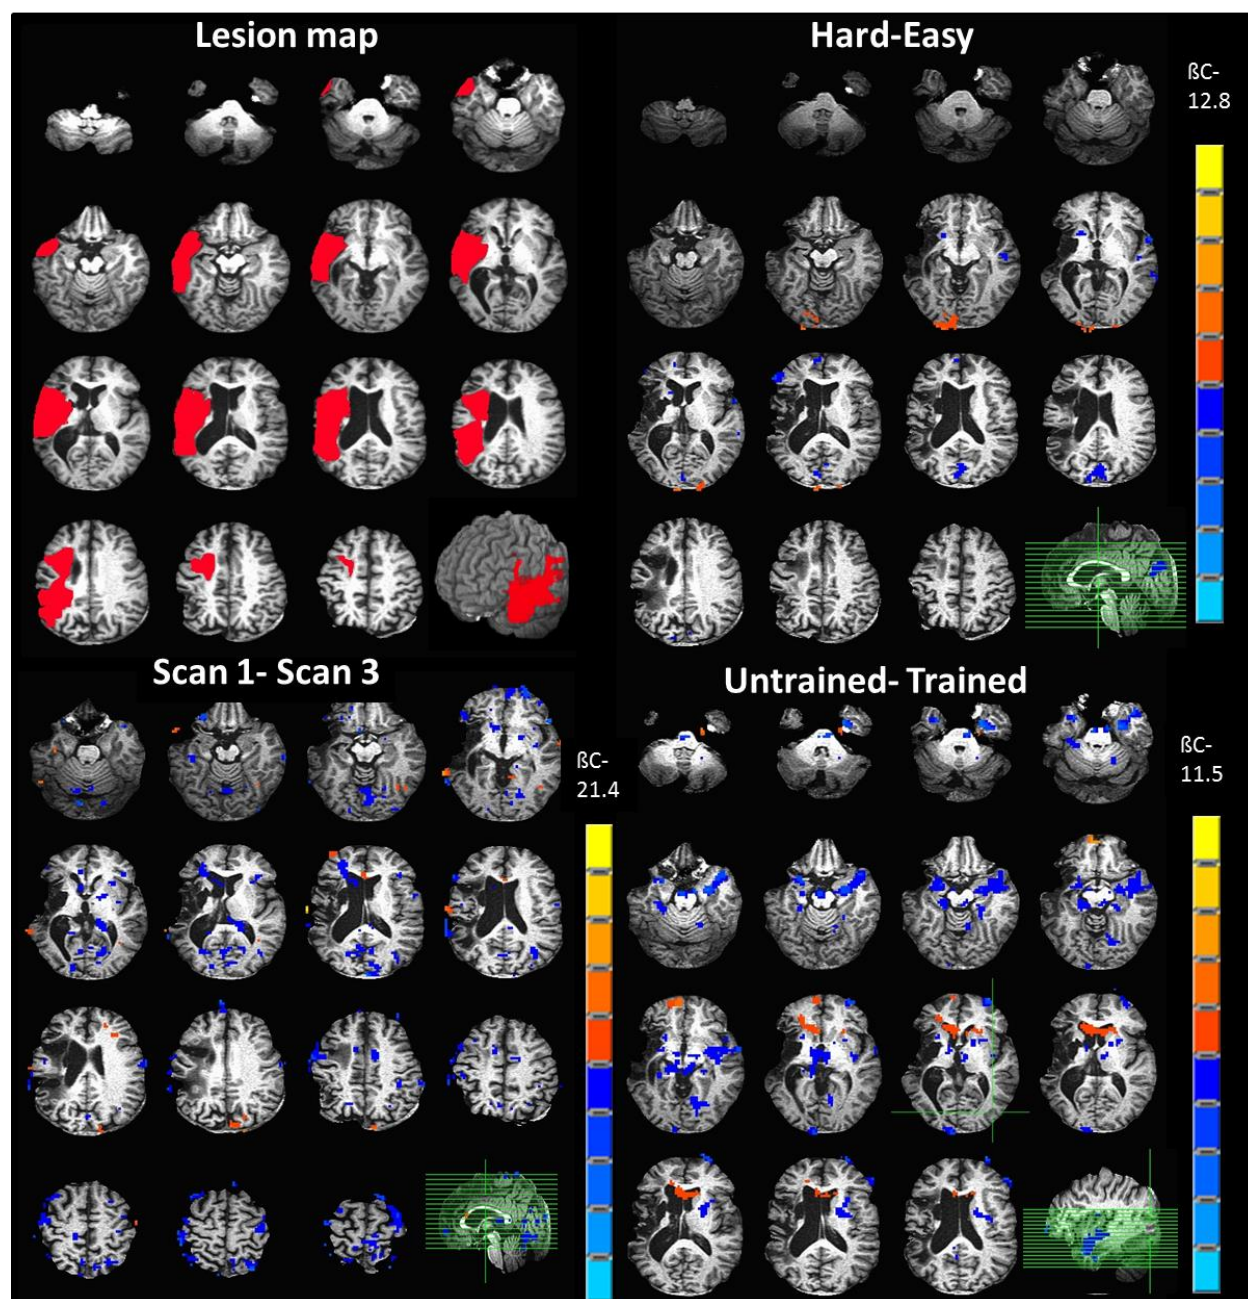 Lesion map
Hard-Easy
ßC-
12.8
Scan 1- Scan 3
ßC-
21.4
Untrained- Trained
ßC-
11.5